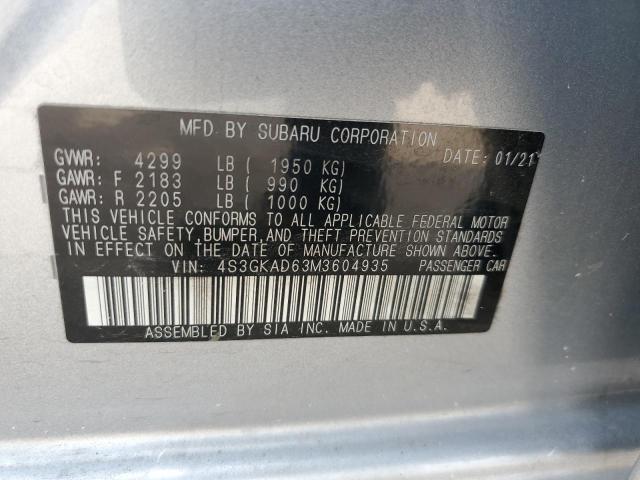 MFD. BY SUBARU CORPORATION
GVWR: 4299 LB ( 1950 KG) DATE: 01/21
GAWR: F 2183 LB ( 990 KG)
GAWR: R 2205 LB ( 1000 KG)
THIS VEHICLE CONFORMS TO ALL APPLICABLE FEDERAL MOTOR
VEHICLE SAFETY, BUMPER, AND THEFT PREVENTION STANDARDS
IN EFFECT ON THE DATE OF MANUFACTURE SHOWN ABOVE.
VIN: 4S3GKAD63M3604935 PASSENGER CAR
ASSEMBLED BY SIA INC. MADE IN U.S.A.